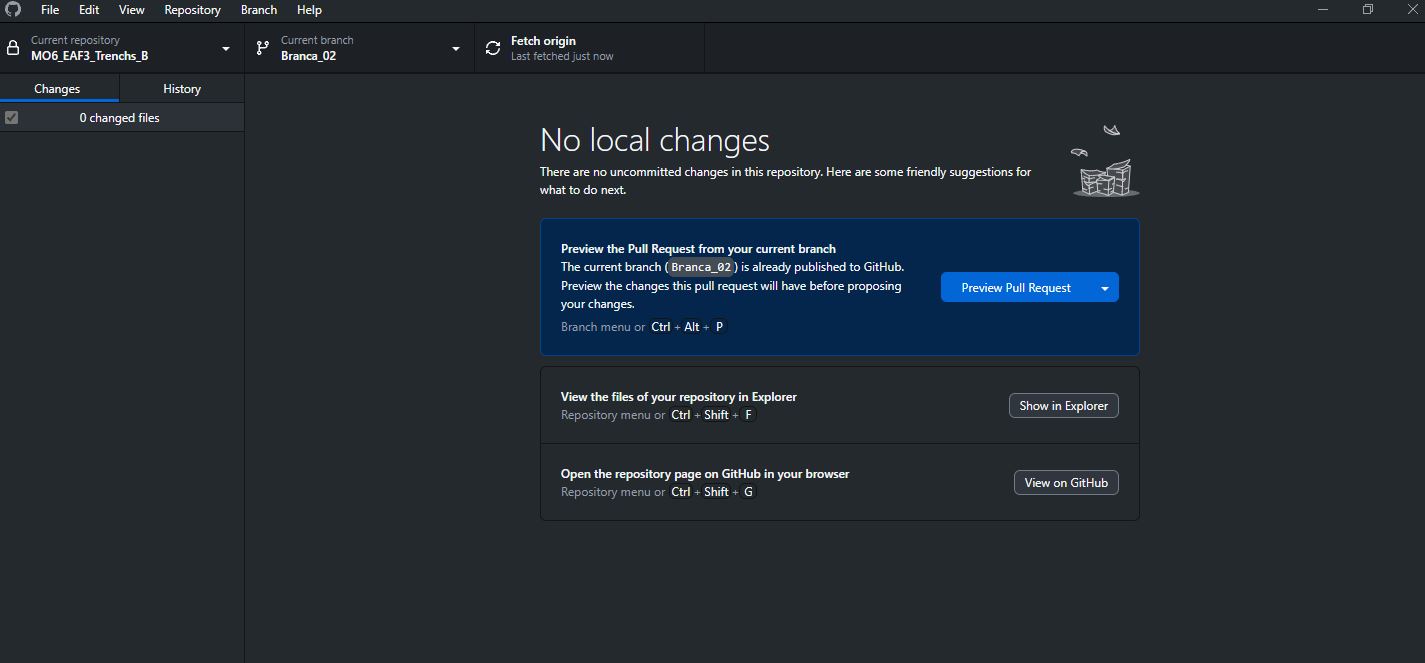 File Edit View Repository Branch Help
Current repository
MO6_EAF3_Trenchs_B
Current branch
Branca_02
Fetch origin
Last fetched just now
Changes History
0 changed files
No local changes
There are no uncommitted changes in this repository. Here are some friendly suggestions for
what to do next.
Preview the Pull Request from your current branch
The current branch (Branca_02) is already published to GitHub.
Preview the changes this pull request will have before proposing
your changes.
Branch menu or Ctrl + Alt + P
Preview Pull Request
View the files of your repository in Explorer
Repository menu or Ctrl + Shift + F
Show in Explorer
Open the repository page on GitHub in your browser
Repository menu or Ctrl + Shift + G
View on GitHub